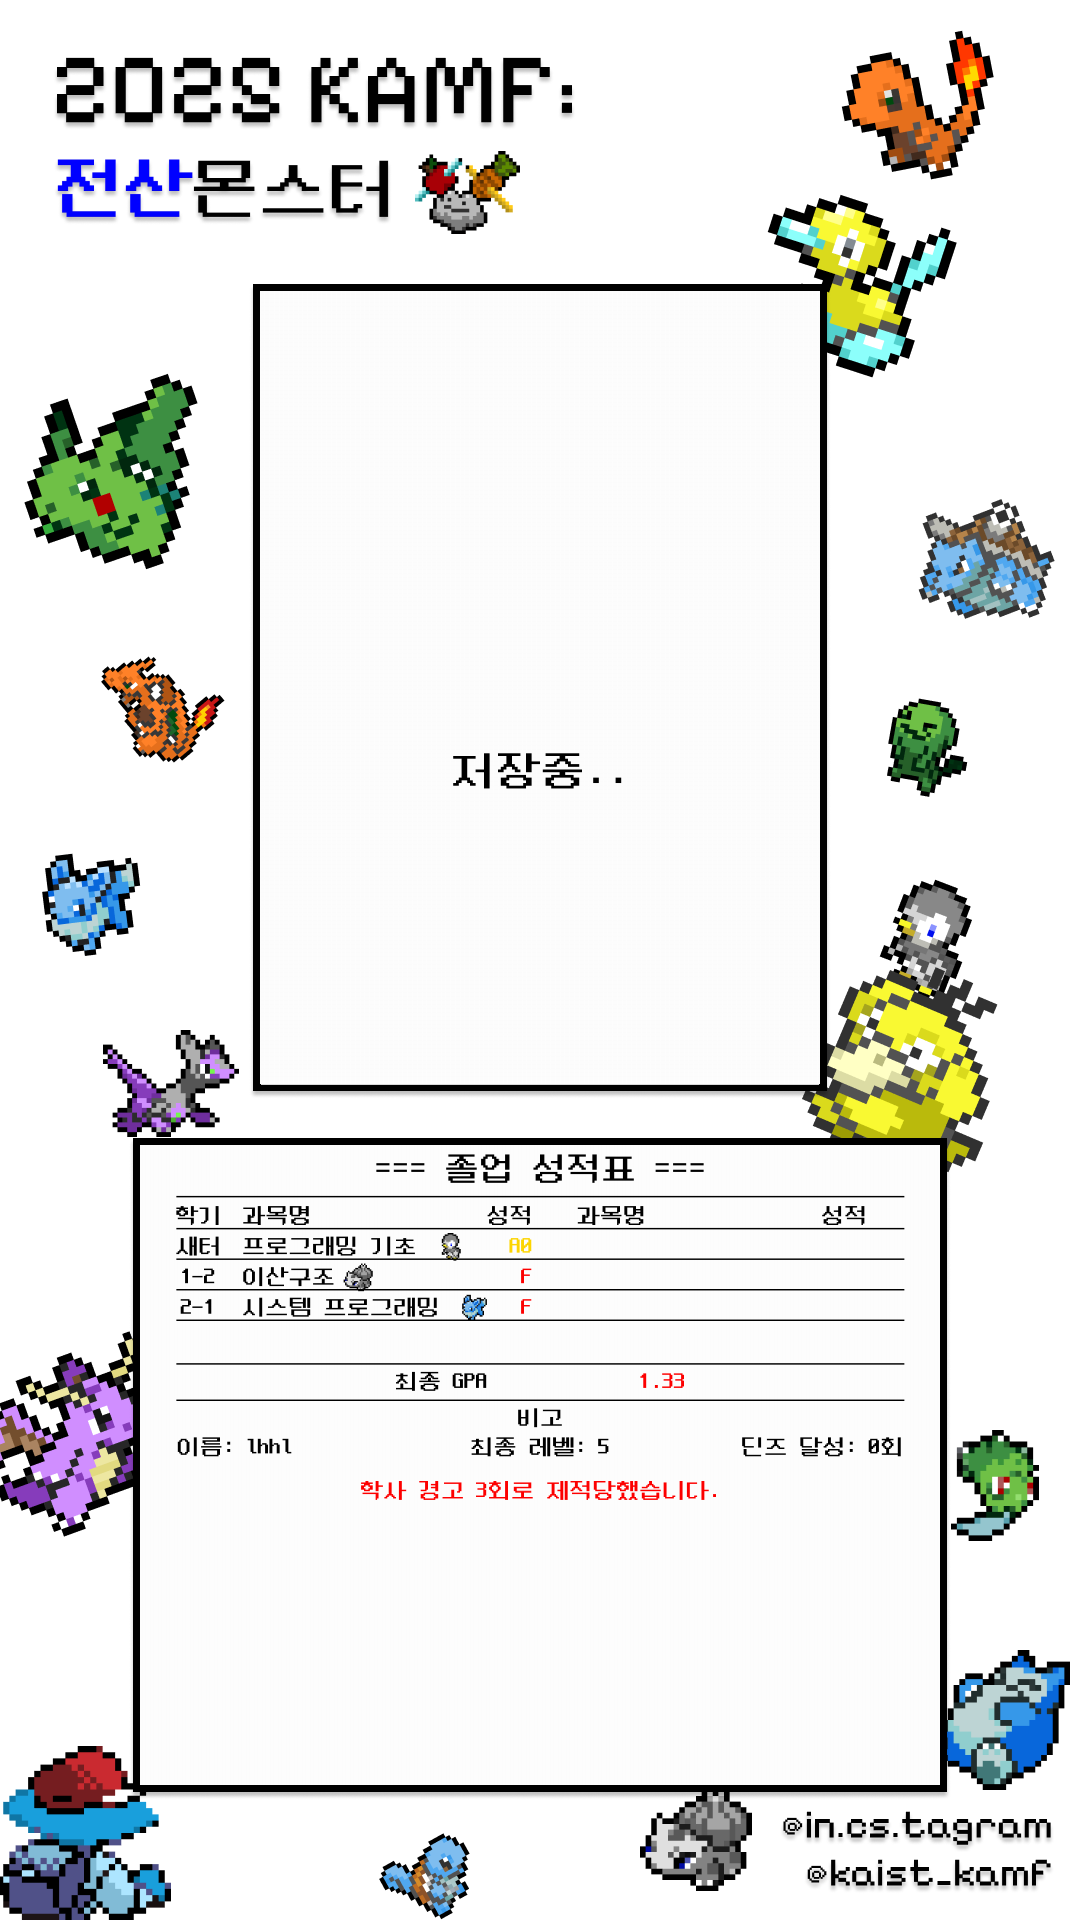 2025 KAMF:
전산몬스터
저장중..
=== 졸업 성적표 ===
학기 과목명 성적 과목명 성적
새터 프로그래밍 기초 A0
1-2 이산구조 F
2-1 시스템 프로그래밍 F
최종 GPA 1.33
비고
이름: lhhl 최종 레벨: 5 딘즈 달성: 0회
학사 경고 3회로 제적당했습니다.
@in.cs.tagram
@kaist_kamf